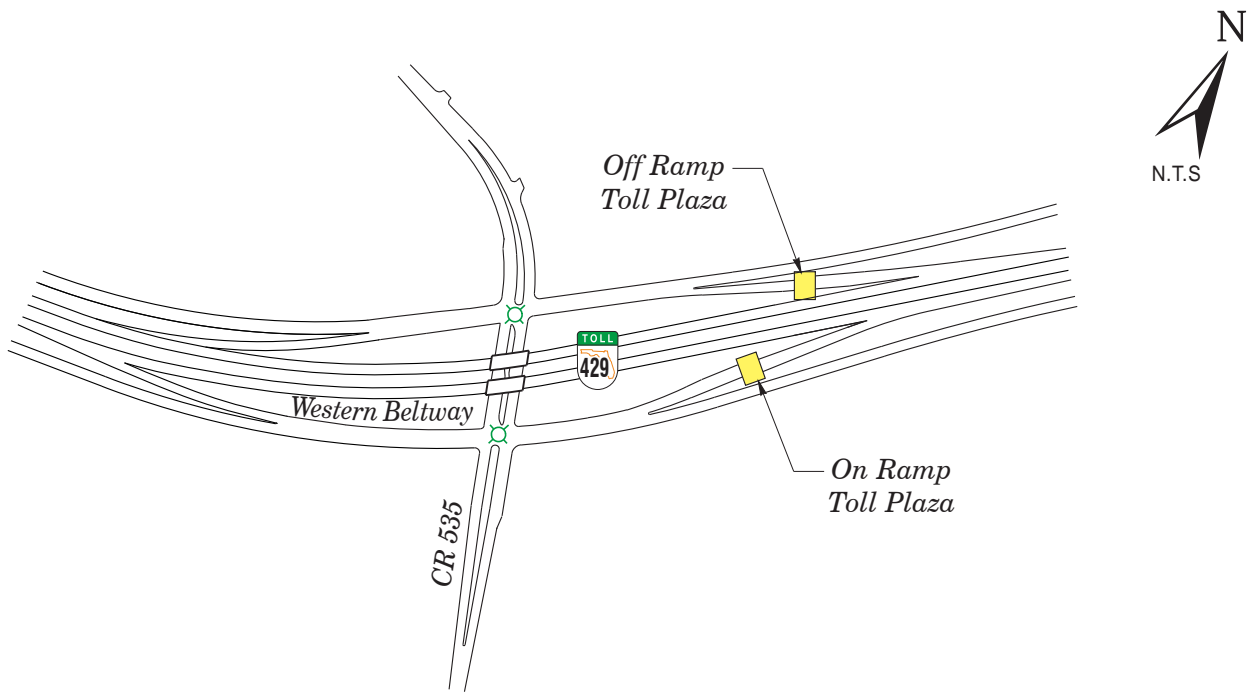 N
N.T.S
Off Ramp
Toll Plaza
TOLL
429
Western Beltway
On Ramp
Toll Plaza
CR 535